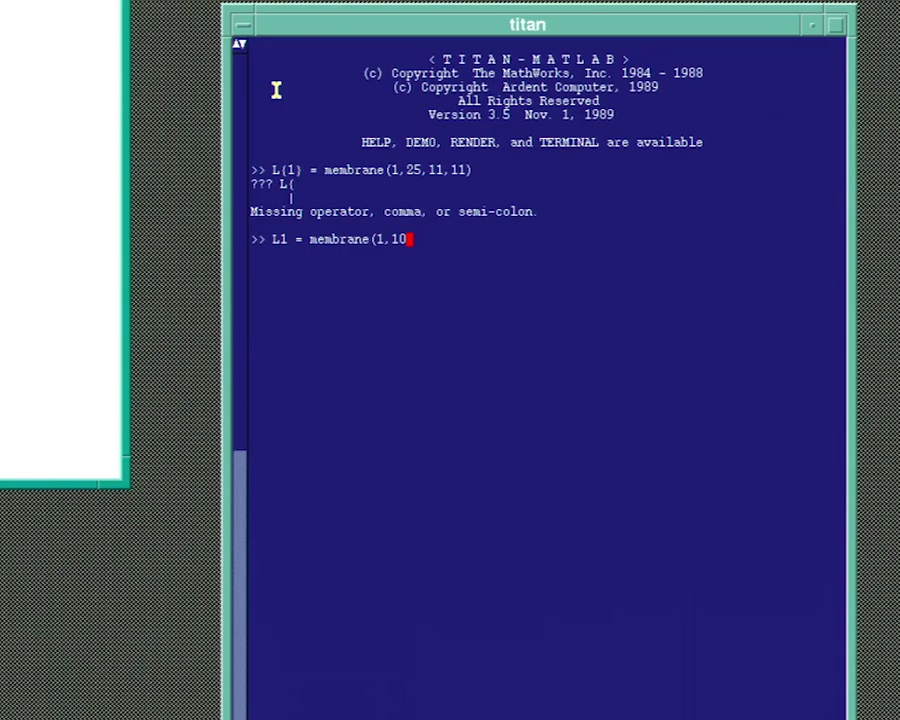 titan
< T I T A N - M A T L A B >
(c) Copyright The MathWorks, Inc. 1984 - 1988
(c) Copyright Ardent Computer, 1989
All Rights Reserved
Version 3.5 Nov. 1, 1989
HELP, DEMO, RENDER, and TERMINAL are available
>> L{1} = membrane(1,25,11,11)
??? L{
|
Missing operator, comma, or semi-colon.
>> L1 = membrane(1,10